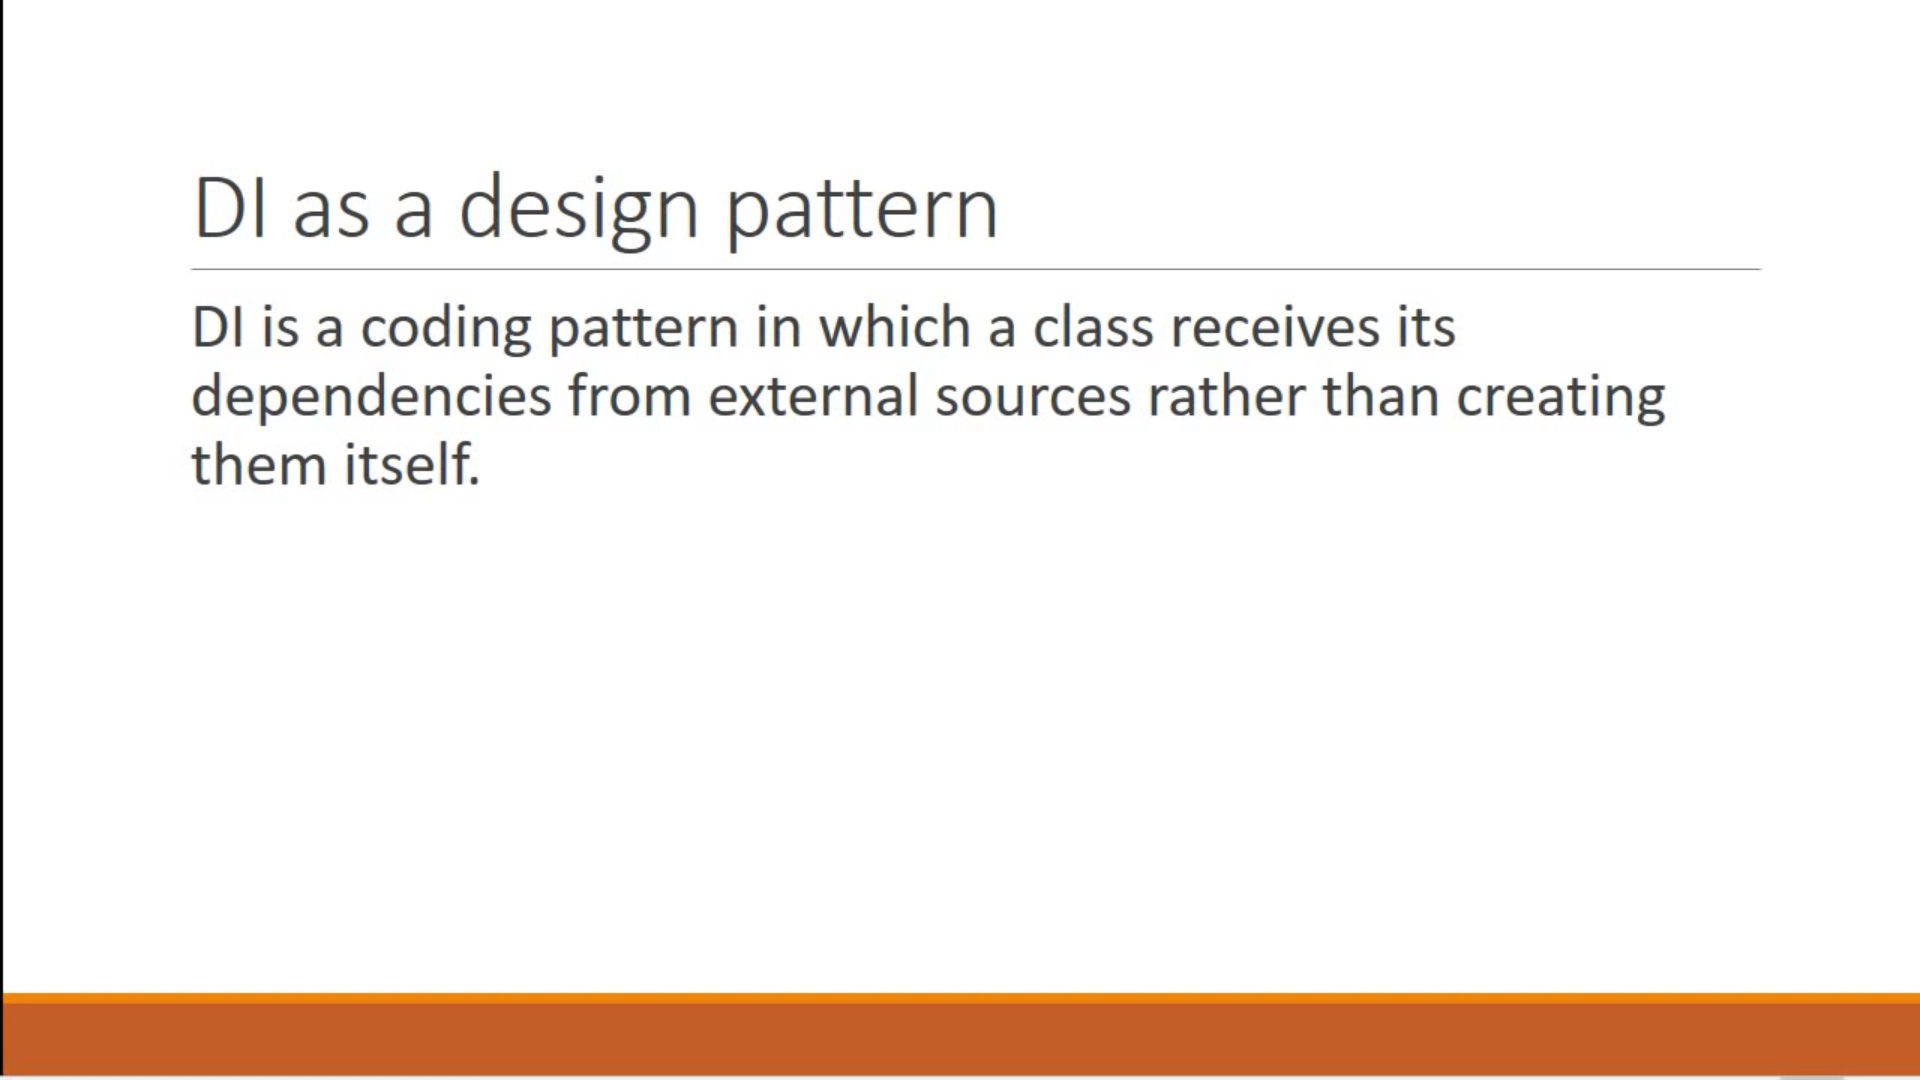 DI as a design pattern
DI is a coding pattern in which a class receives its
dependencies from external sources rather than creating
them itself.